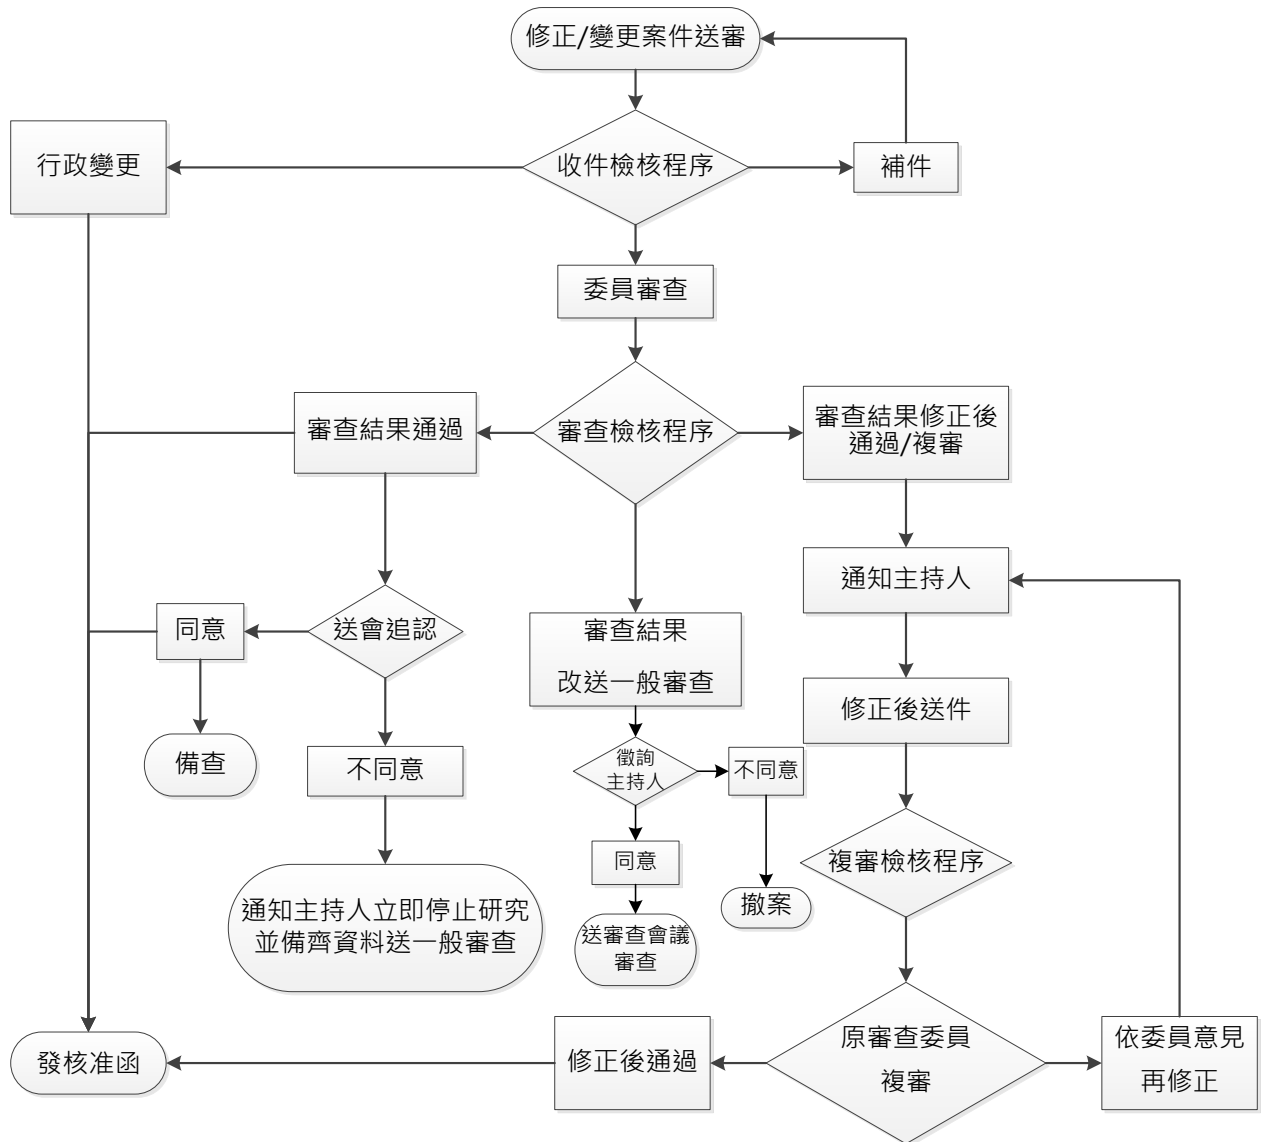 修正/變更案件送審
行政變更
收件檢核程序
補件
委員審查
審查結果通過
審查檢核程序
審查結果修正後
通過/複審
通知主持人
同意
送會追認
審查結果
改送一般審查
修正後送件
備查
不同意
徵詢
主持人
不同意
同意
複審檢核程序
通知主持人立即停止研究
並備齊資料送一般審查
送審查會議
審查
撤案
發核准函
修正後通過
原審查委員
複審
依委員意見
再修正